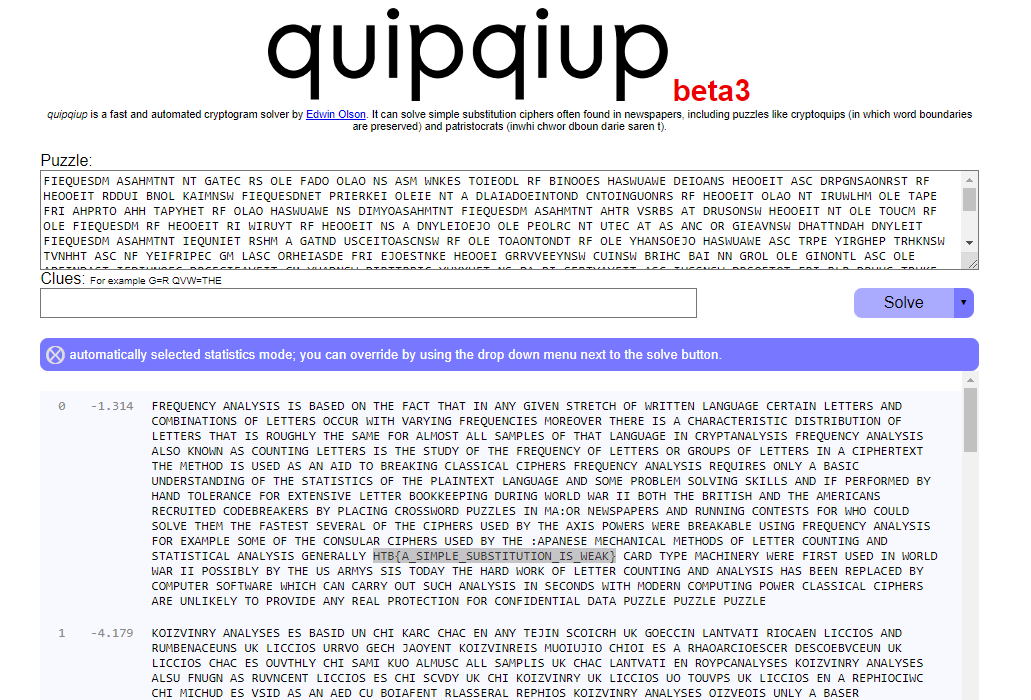 quipqiup beta3
quipqiup is a fast and automated cryptogram solver by Edwin Olson. It can solve simple substitution ciphers often found in newspapers, including puzzles like cryptoquips (in which word boundaries
are preserved) and patristocrats (inwhi chwor dboun darie saren t).
Puzzle:
FIEQUESDM ASAHMTNT NT GATEC RS OLE FADO OLAO NS ASM WNKES TOIEODL RF BINOOES HASWUAWE DEIOANS HEOOEIT ASC DRPGNSAONRST RF
HEOOEIT RDDUI BNOL KAIMNSW FIEQUESDNET PRIERKEI OLEIE NT A DLAIADOEINTOND CNTOINGUONRS RF HEOOEIT OLAO NT IRUWLHM OLE TAPE
FRI AHPRTO AHH TAPYHET RF OLAO HASWUAWE NS DIMYOASAHMTNT FIEQUESDM ASAHMTNT AHTR VSRBS AT DRUSONSW HEOOEIT NT OLE TOUCM RF
OLE FIEQUESDM RF HEOOEIT RI WIRUYT RF HEOOEIT NS A DNYLEIOEJO OLE PEOLRC NT UTEC AT AS ANC OR GIEAVNSW DHATTNDAH DNYLEIT
FIEQUESDM ASAHMTNT IEQUNIET RSHM A GATND USCEITOASCNSW RF OLE TOAONTONDT RF OLE YHANSOEJO HASWUAWE ASC TRPE YIRGHEP TRHKNSW
TVNHHT ASC NF YEIFRIPEC GM LASC ORHEIASDE FRI EJOESTNKE HEOOEI GRRVVEEYNSW CUINSW BRIHC BAI NN GROL OLE GINONTL ASC OLE
Clues: For example G=R QVW=THE
Solve
automatically selected statistics mode; you can override by using the drop down menu next to the solve button.
0 -1.314 FREQUENCY ANALYSIS IS BASED ON THE FACT THAT IN ANY GIVEN STRETCH OF WRITTEN LANGUAGE CERTAIN LETTERS AND
COMBINATIONS OF LETTERS OCCUR WITH VARYING FREQUENCIES MOREOVER THERE IS A CHARACTERISTIC DISTRIBUTION OF
LETTERS THAT IS ROUGHLY THE SAME FOR ALMOST ALL SAMPLES OF THAT LANGUAGE IN CRYPTANALYSIS FREQUENCY ANALYSIS
ALSO KNOWN AS COUNTING LETTERS IS THE STUDY OF THE FREQUENCY OF LETTERS OR GROUPS OF LETTERS IN A CIPHERTEXT
THE METHOD IS USED AS AN AID TO BREAKING CLASSICAL CIPHERS FREQUENCY ANALYSIS REQUIRES ONLY A BASIC
UNDERSTANDING OF THE STATISTICS OF THE PLAINTEXT LANGUAGE AND SOME PROBLEM SOLVING SKILLS AND IF PERFORMED BY
HAND TOLERANCE FOR EXTENSIVE LETTER BOOKKEEPING DURING WORLD WAR II BOTH THE BRITISH AND THE AMERICANS
RECRUITED CODEBREAKERS BY PLACING CROSSWORD PUZZLES IN MA:OR NEWSPAPERS AND RUNNING CONTESTS FOR WHO COULD
SOLVE THEM THE FASTEST SEVERAL OF THE CIPHERS USED BY THE AXIS POWERS WERE BREAKABLE USING FREQUENCY ANALYSIS
FOR EXAMPLE SOME OF THE CONSULAR CIPHERS USED BY THE :APANESE MECHANICAL METHODS OF LETTER COUNTING AND
STATISTICAL ANALYSIS GENERALLY HTB{A_SIMPLE_SUBSTITUTION_IS_WEAK} CARD TYPE MACHINERY WERE FIRST USED IN WORLD
WAR II POSSIBLY BY THE US ARMYS SIS TODAY THE HARD WORK OF LETTER COUNTING AND ANALYSIS HAS BEEN REPLACED BY
COMPUTER SOFTWARE WHICH CAN CARRY OUT SUCH ANALYSIS IN SECONDS WITH MODERN COMPUTING POWER CLASSICAL CIPHERS
ARE UNLIKELY TO PROVIDE ANY REAL PROTECTION FOR CONFIDENTIAL DATA PUZZLE PUZZLE PUZZLE
1 -4.179 KOIZVINRY ANALYSES ES BASID UN CHI KARC CHAC EN ANY TEJIN SCOICRH UK GOECCIN LANTVATI RIOCAEN LICCIOS AND
RUMBENACEUNS UK LICCIOS URRVO GECH JAOYENT KOIZVINREIS MUOIUJIO CHIOI ES A RHAOARCIOESCER DESCOEBVCEUN UK
LICCIOS CHAC ES OUVTHLY CHI SAMI KUO ALMUSC ALL SAMPLIS UK CHAC LANTVATI EN ROYPCANALYSES KOIZVINRY ANALYSES
ALSU FNUGN AS RUVNCENT LICCIOS ES CHI SCVDY UK CHI KOIZVINRY UK LICCIOS UO TOUVPS UK LICCIOS EN A REPHIOCIWC
CHI MICHUD ES VSID AS AN AED CU BOIAFENT RLASSERAL REPHIOS KOIZVINRY ANALYSES OIZVEOIS UNLY A BASER